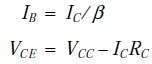 I_B = I_C/β
V_CE = V_CC − I_C R_C